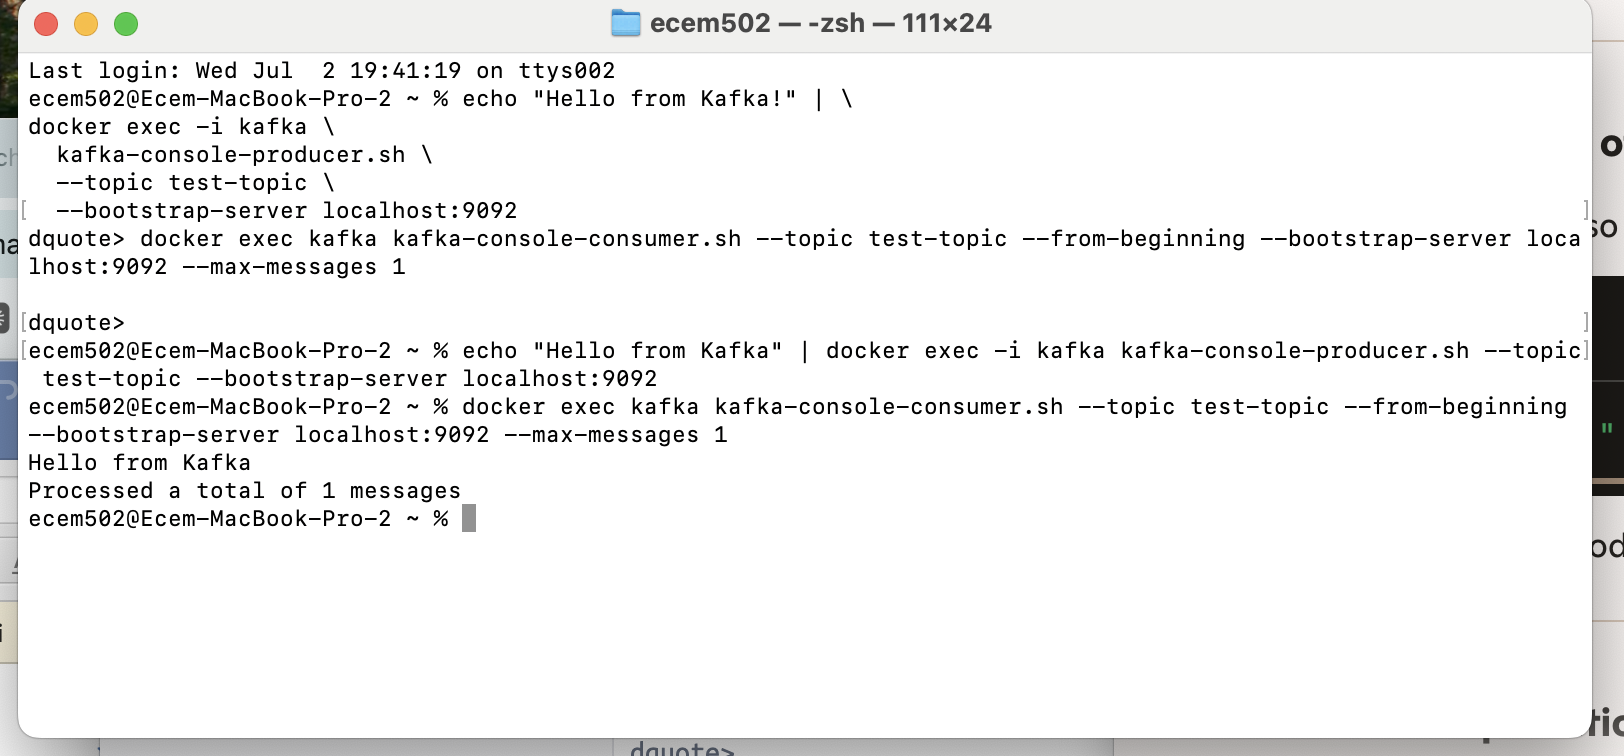 ecem502 — -zsh — 111×24
Last login: Wed Jul  2 19:41:19 on ttys002
ecem502@Ecem-MacBook-Pro-2 ~ % echo "Hello from Kafka!" | \
docker exec -i kafka \
  kafka-console-producer.sh \
  --topic test-topic \
[  --bootstrap-server localhost:9092 ]
dquote> docker exec kafka kafka-console-consumer.sh --topic test-topic --from-beginning --bootstrap-server loca
lhost:9092 --max-messages 1
[dquote> ]
[ecem502@Ecem-MacBook-Pro-2 ~ % echo "Hello from Kafka" | docker exec -i kafka kafka-console-producer.sh --topic]
 test-topic --bootstrap-server localhost:9092
ecem502@Ecem-MacBook-Pro-2 ~ % docker exec kafka kafka-console-consumer.sh --topic test-topic --from-beginning
--bootstrap-server localhost:9092 --max-messages 1
Hello from Kafka
Processed a total of 1 messages
ecem502@Ecem-MacBook-Pro-2 ~ %
dquote>